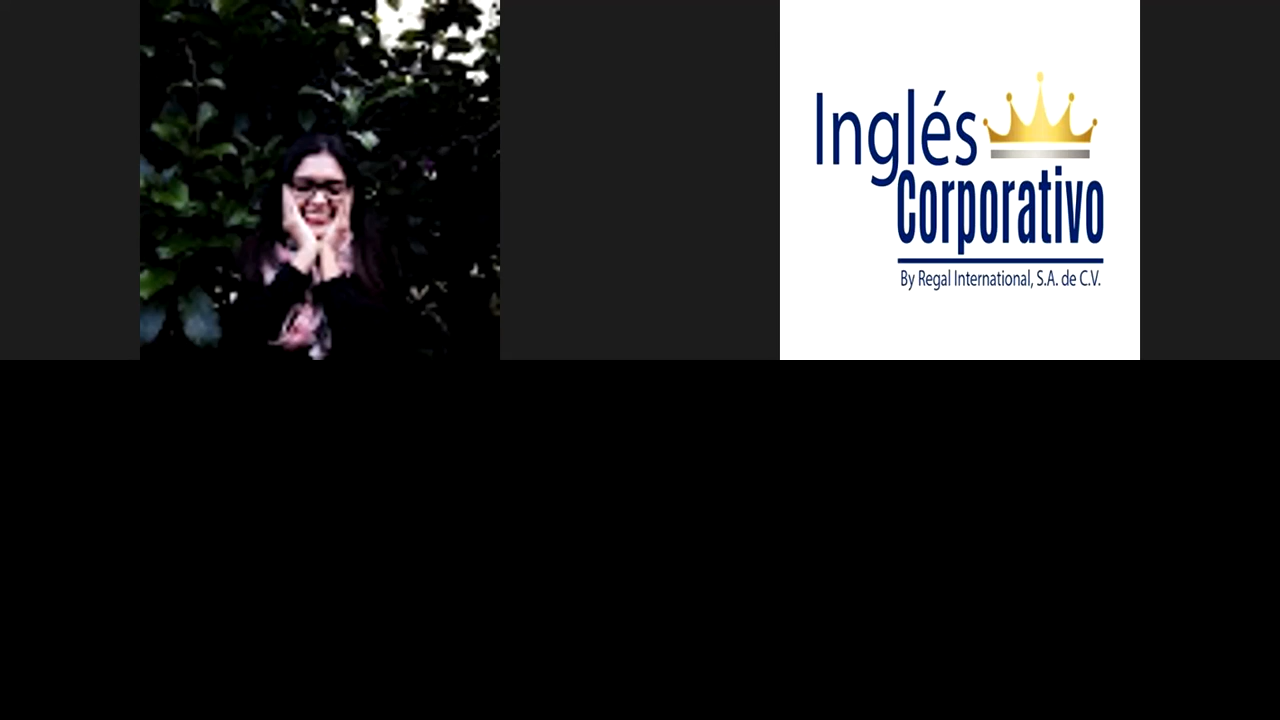 Inglés
Corporativo
By Regal International, S.A. de C.V.